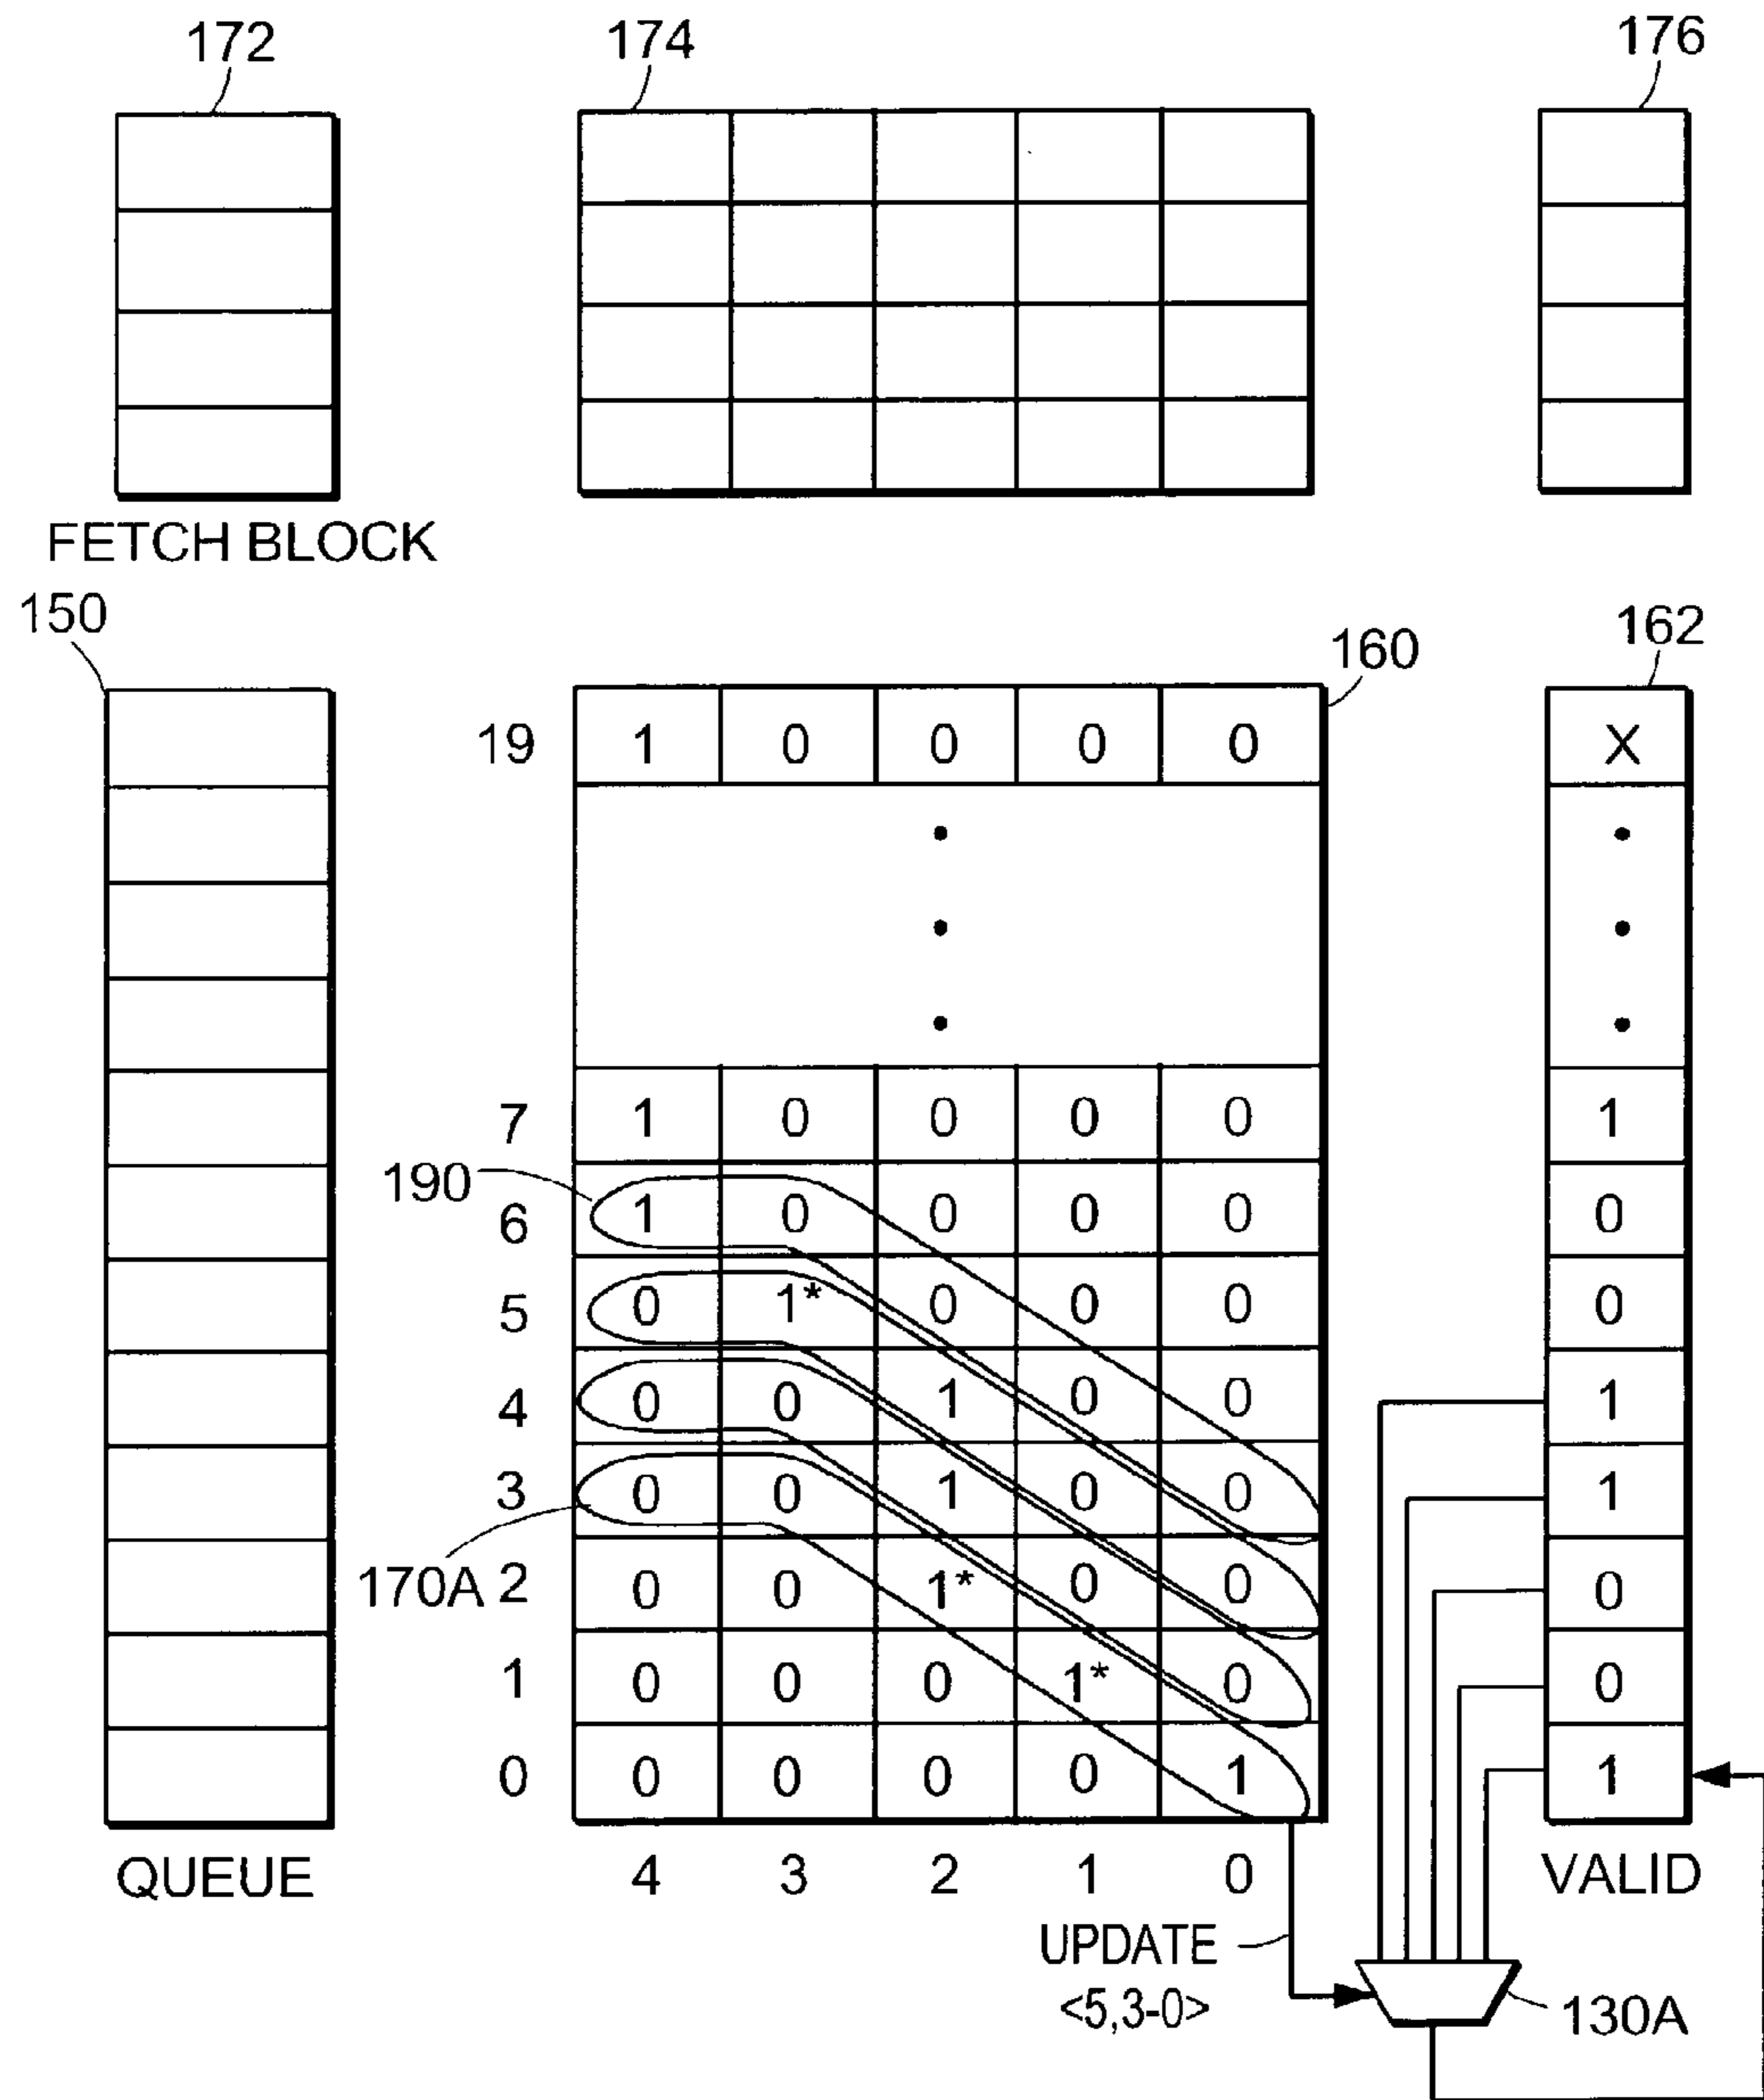 172 174 176
FETCH BLOCK
150 160 162
19 1 0 0 0 0 X
7 1 0 0 0 0 1
190 6 1 0 0 0 0 0
5 0 1* 0 0 0 0
4 0 0 1 0 0 1
3 0 0 1 0 0 1
170A 2 0 0 1* 0 0 0
1 0 0 0 1* 0 0
0 0 0 0 0 1 1
QUEUE 4 3 2 1 0 VALID
UPDATE
<5,3-0>
130A